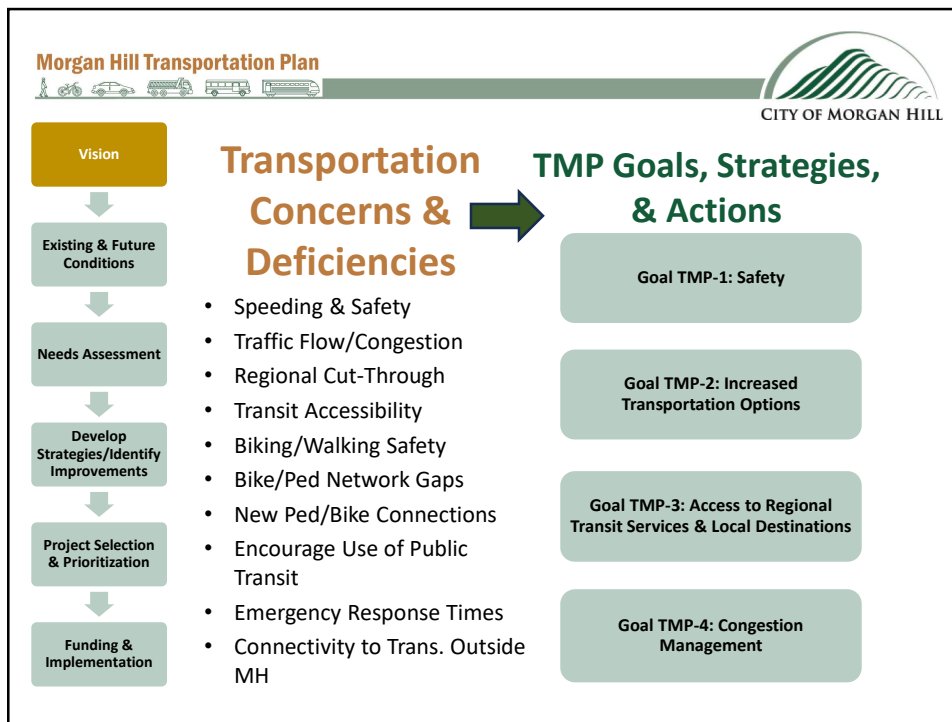 Morgan Hill Transportation Plan
CITY OF MORGAN HILL
Vision
Existing & Future
Conditions
Needs Assessment
Develop
Strategies/Identify
Improvements
Project Selection
& Prioritization
Funding &
Implementation
Transportation
Concerns &
Deficiencies
• Speeding & Safety
• Traffic Flow/Congestion
• Regional Cut-Through
• Transit Accessibility
• Biking/Walking Safety
• Bike/Ped Network Gaps
• New Ped/Bike Connections
• Encourage Use of Public
Transit
• Emergency Response Times
• Connectivity to Trans. Outside
MH
TMP Goals, Strategies,
& Actions
Goal TMP-1: Safety
Goal TMP-2: Increased
Transportation Options
Goal TMP-3: Access to Regional
Transit Services & Local Destinations
Goal TMP-4: Congestion
Management